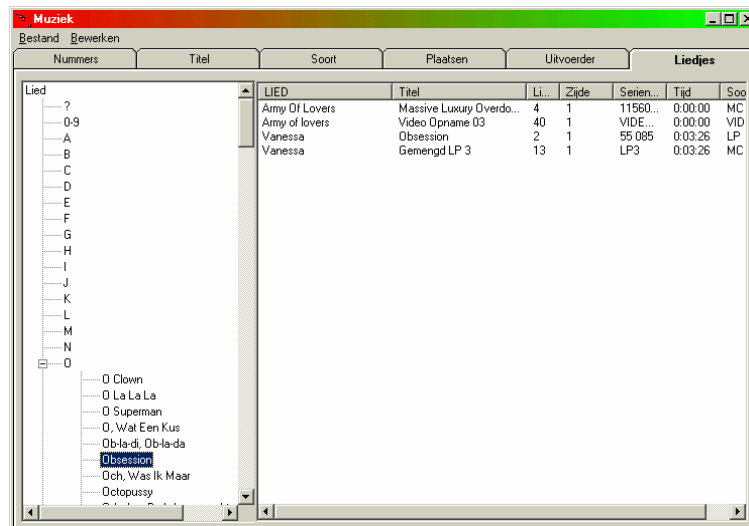 Muziek
Bestand Bewerken
Nummers Titel Soort Plaatsen Uitvoerder Liedjes
Lied
?
0-9
A
B
C
D
E
F
G
H
I
J
K
L
M
N
O
O Clown
O La La La
O Superman
O, Wat Een Kus
Ob-la-di, Ob-la-da
Obsession
Och, Was Ik Maar
Octopussy
LIED Titel Li... Zijde Serien... Tijd Soo
Army Of Lovers Massive Luxury Overdo... 4 1 11560... 0:00:00 MC
Army of lovers Video Opname 03 40 1 VIDE... 0:00:00 VID
Vanessa Obsession 2 1 55 085 0:03:26 LP
Vanessa Gemengd LP 3 13 1 LP3 0:03:26 MC